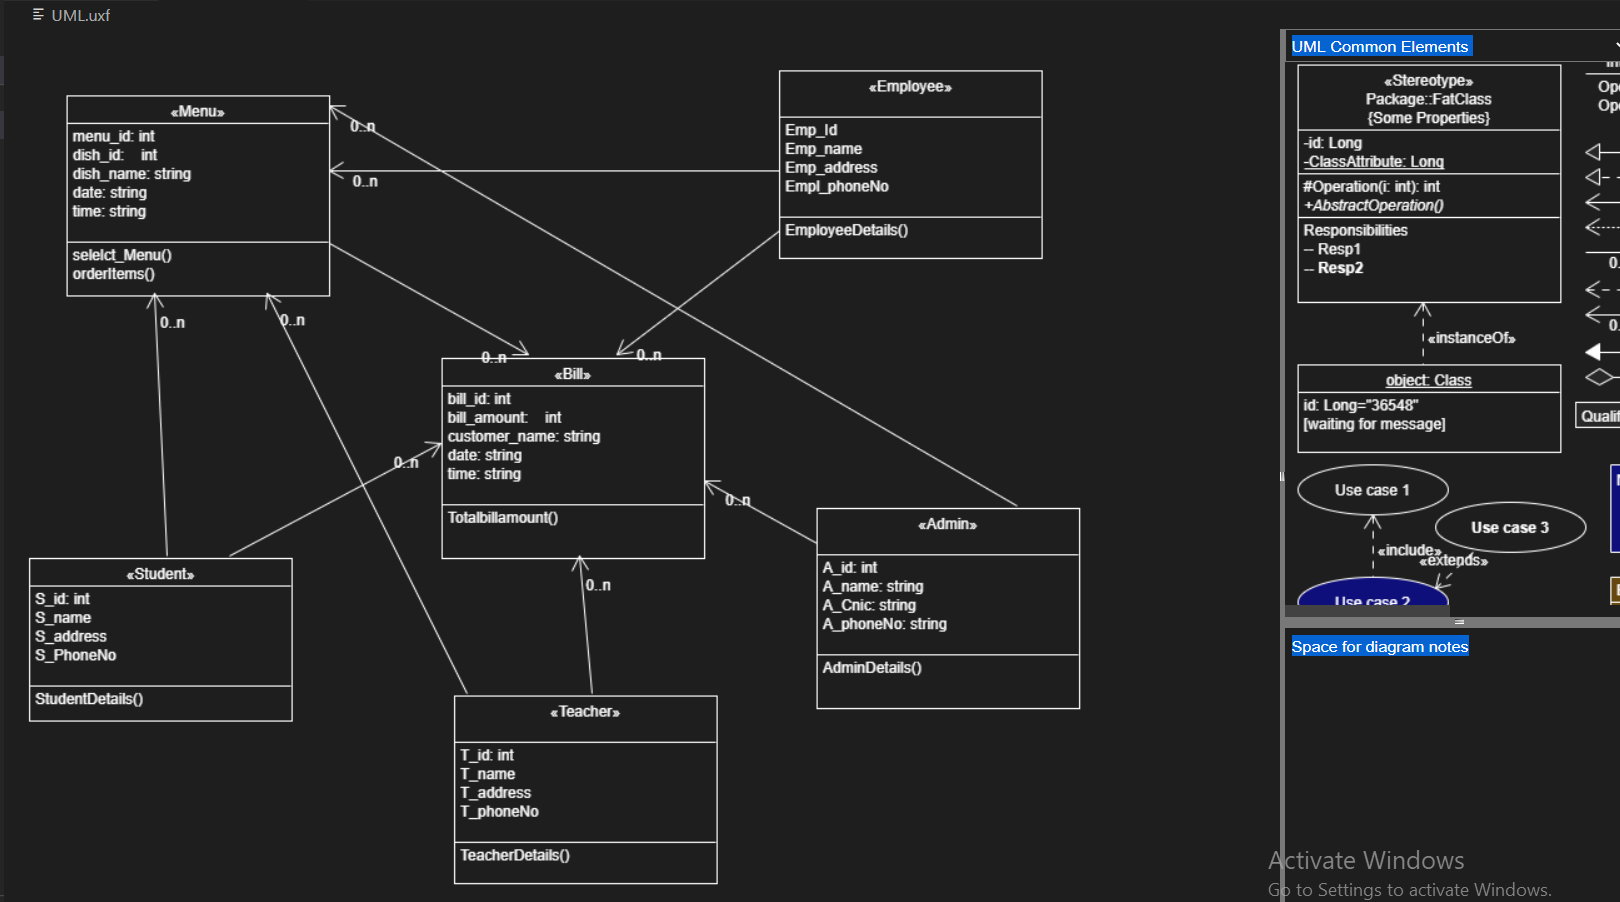 UML.uxf
«Menu»
menu_id: int
dish_id: int
dish_name: string
date: string
time: string
selelct_Menu()
orderItems()
0..n
0..n
0..n
0..n
«Employee»
Emp_Id
Emp_name
Emp_address
Empl_phoneNo
EmployeeDetails()
0..n
0..n
«Bill»
bill_id: int
bill_amount: int
customer_name: string
date: string
time: string
Totalbillamount()
0..n
0..n
0..n
«Student»
S_id: int
S_name
S_address
S_PhoneNo
StudentDetails()
«Teacher»
T_id: int
T_name
T_address
T_phoneNo
TeacherDetails()
«Admin»
A_id: int
A_name: string
A_Cnic: string
A_phoneNo: string
AdminDetails()
UML Common Elements
«Stereotype»
Package::FatClass
{Some Properties}
-id: Long
-ClassAttribute: Long
#Operation(i: int): int
+AbstractOperation()
Responsibilities
-- Resp1
-- Resp2
«instanceOf»
object: Class
id: Long="36548"
[waiting for message]
Use case 1
Use case 3
«include»
«extends»
Use case 2
Space for diagram notes
Activate Windows
Go to Settings to activate Windows.